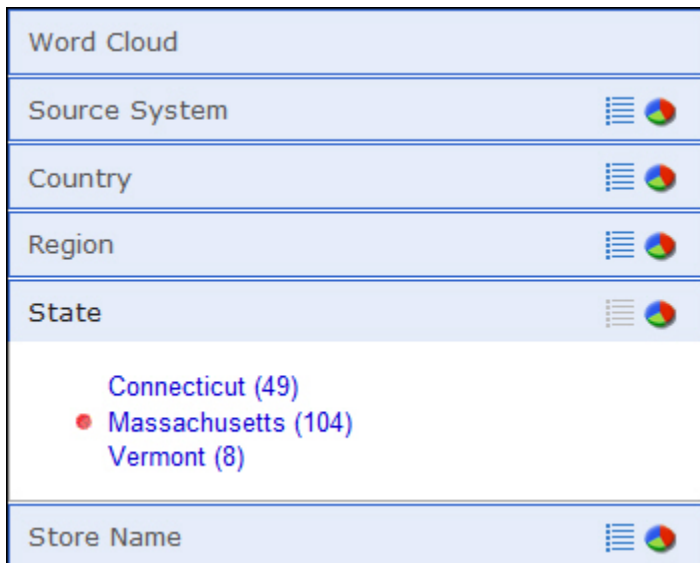 Word Cloud
Source System
Country
Region
State
Connecticut (49)
Massachusetts (104)
Vermont (8)
Store Name